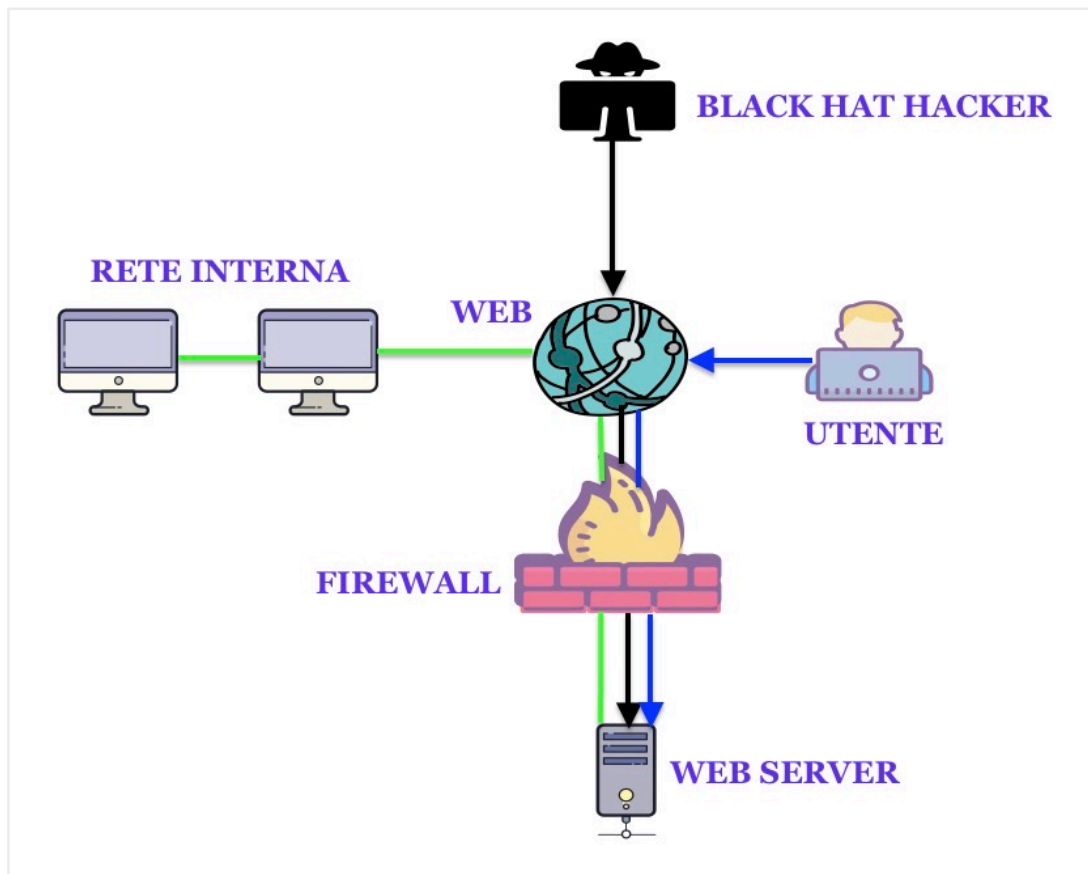 BLACK HAT HACKER
RETE INTERNA
WEB
UTENTE
FIREWALL
WEB SERVER